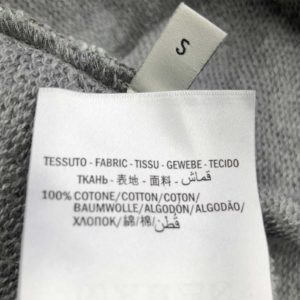 S
TESSUTO - FABRIC - TISSU - GEWEBE - TECIDO
ТКАНЬ - 表地 - 面料 - قماش
100% COTONE/COTTON/COTON/
BAUMWOLLE/ALGODÓN/ALGODÃO/
ХЛОПОК/綿/棉/قطن